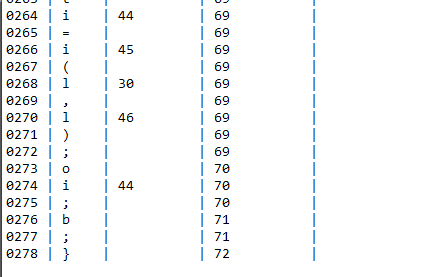 0264 | i | 44 | 69 |
0265 | = | | 69 |
0266 | i | 45 | 69 |
0267 | ( | | 69 |
0268 | l | 30 | 69 |
0269 | , | | 69 |
0270 | l | 46 | 69 |
0271 | ) | | 69 |
0272 | ; | | 69 |
0273 | o | | 70 |
0274 | i | 44 | 70 |
0275 | ; | | 70 |
0276 | b | | 71 |
0277 | ; | | 71 |
0278 | } | | 72 |